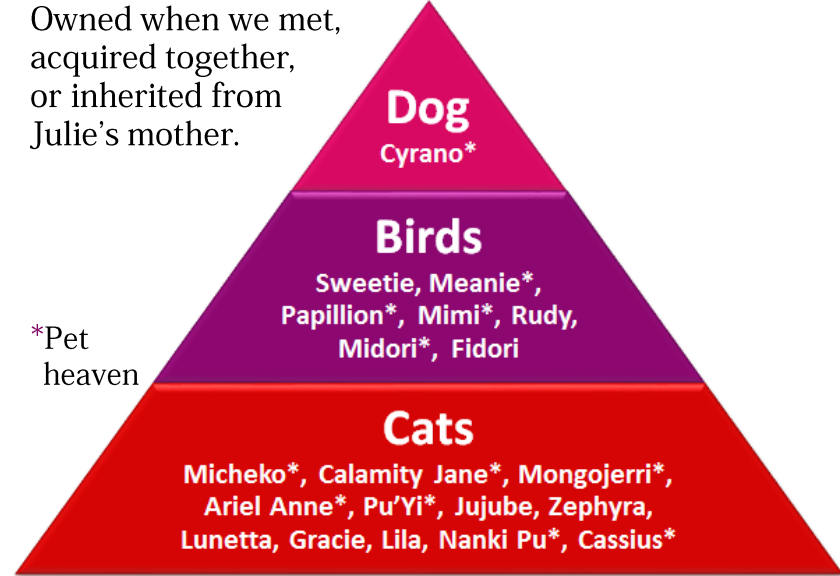 Owned when we met,
acquired together,
or inherited from
Julie's mother.
Dog
Cyrano*
Birds
Sweetie, Meanie*,
Papillion*, Mimi*, Rudy,
Midori*, Fidori
*Pet
heaven
Cats
Micheko*, Calamity Jane*, Mongojerri*,
Ariel Anne*, Pu'Yi*, Jujube, Zephyra,
Lunetta, Gracie, Lila, Nanki Pu*, Cassius*